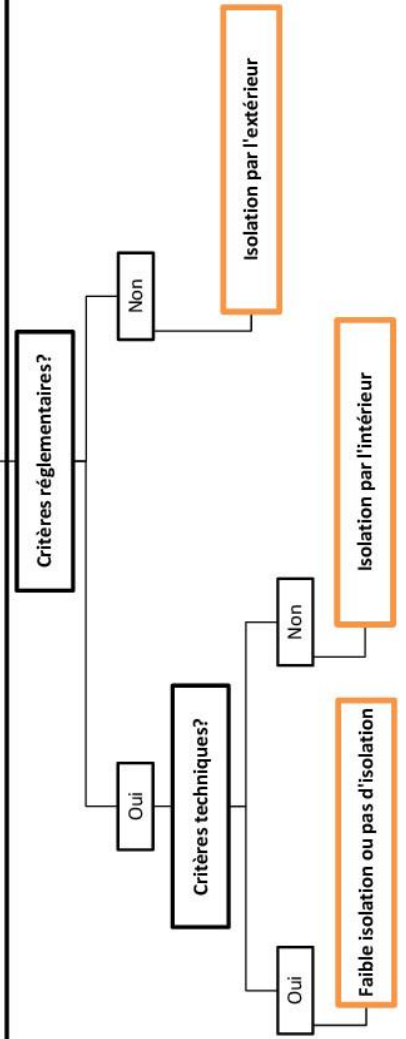 Critères réglementaires?
Oui
Non
Critères techniques?
Isolation par l'extérieur
Oui
Non
Faible isolation ou pas d'isolation
Isolation par l'intérieur